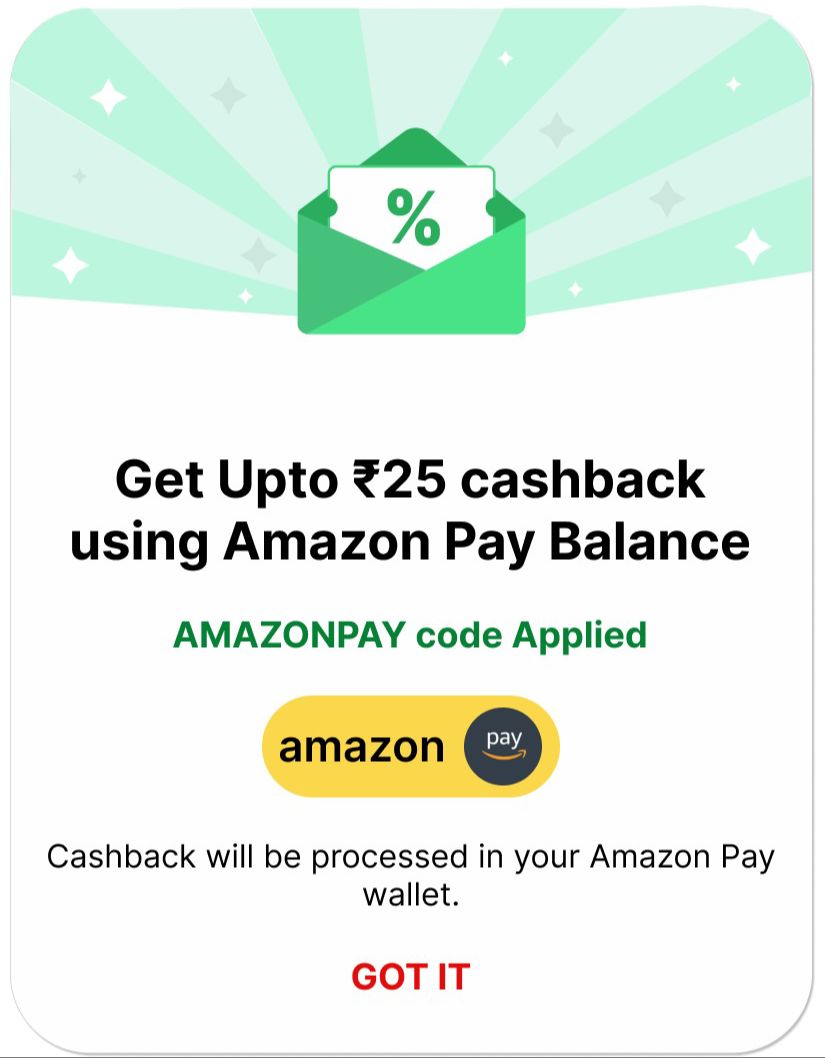 %
Get Upto ₹25 cashback
using Amazon Pay Balance
AMAZONPAY code Applied
amazon pay
Cashback will be processed in your Amazon Pay
wallet.
GOT IT